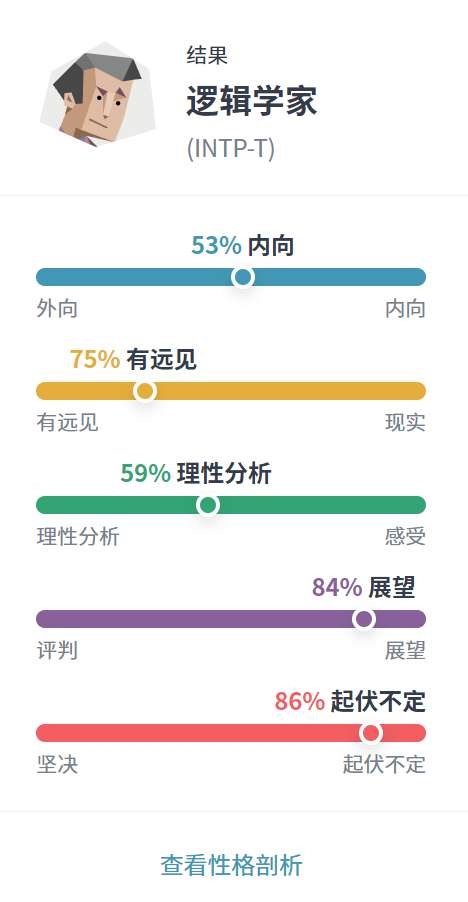 结果
逻辑学家
(INTP-T)
53% 内向
外向 内向
75% 有远见
有远见 现实
59% 理性分析
理性分析 感受
84% 展望
评判 展望
86% 起伏不定
坚决 起伏不定
查看性格剖析